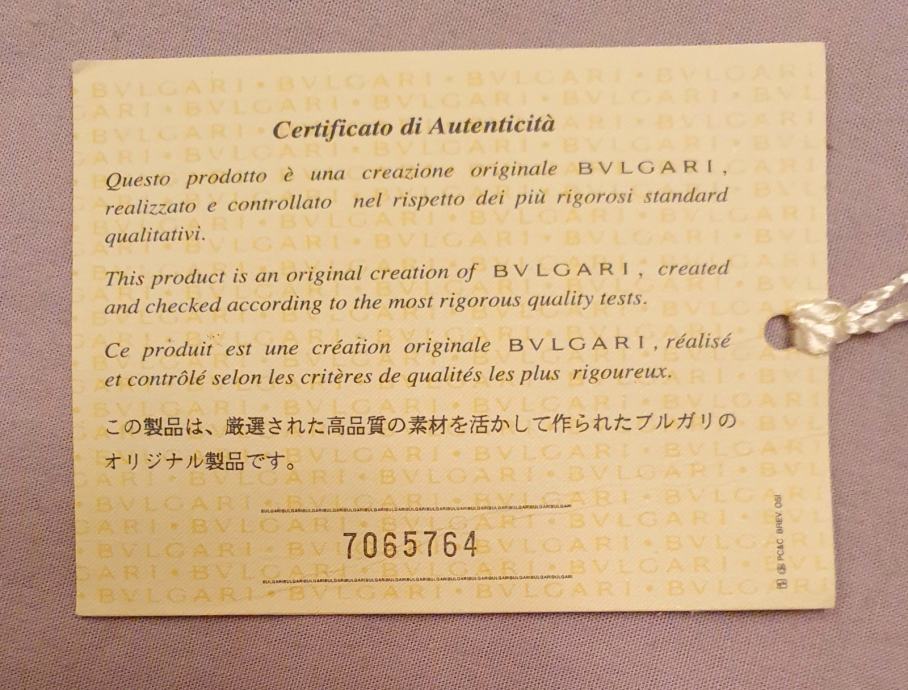 Certificato di Autenticità
Questo prodotto è una creazione originale BVLGARI,
realizzato e controllato nel rispetto dei più rigorosi standard
qualitativi.
This product is an original creation of BVLGARI, created
and checked according to the most rigorous quality tests.
Ce produit est une création originale BVLGARI, réalisé
et contrôlé selon les critères de qualités les plus rigoureux.
この製品は、厳選された高品質の素材を活かして作られたブルガリの
オリジナル製品です。
7065764
PC&C BREV. OSI